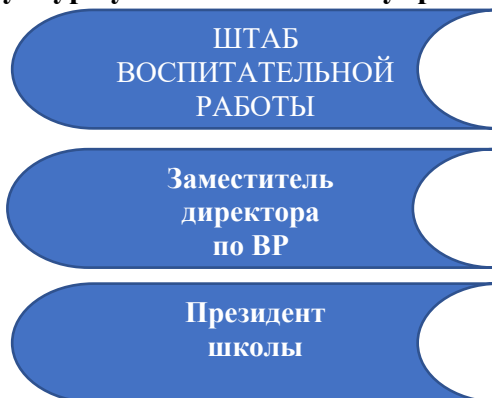 ШТАБ
ВОСПИТАТЕЛЬНОЙ
РАБОТЫ
Заместитель
директора
по ВР
Президент
школы